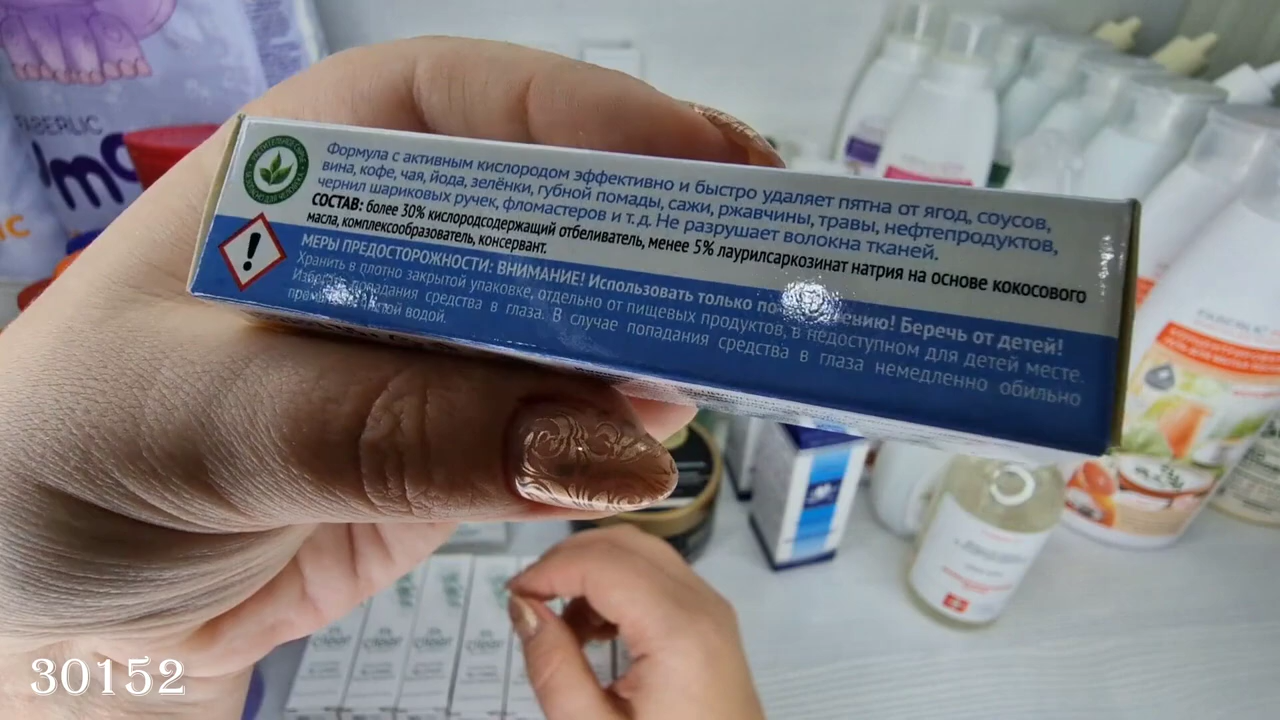 Формула с активным кислородом эффективно и быстро удаляет пятна от ягод, соусов,
вина, кофе, чая, йода, зелёнки, губной помады, сажи, ржавчины, травы, нефтепродуктов,
чернил шариковых ручек, фломастеров и т. д. Не разрушает волокна тканей.
СОСТАВ: более 30% кислородсодержащий отбеливатель, менее 5% лаурилсаркозинат натрия на основе кокосового
масла, комплексообразователь, консервант.
МЕРЫ ПРЕДОСТОРОЖНОСТИ: ВНИМАНИЕ! Использовать только по Беречь от детей!
Хранить в плотно закрытой упаковке, отдельно от пищевых продуктов, в недоступном для детей месте.
попадания средства в глаза. В случае попадания средства в глаза немедленно обильно
водой.
FABERLIC
clear
clear
clear
30152